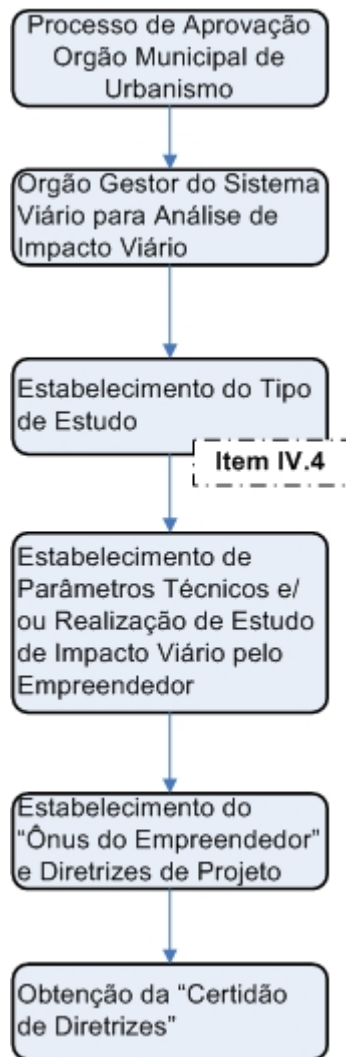 Processo de Aprovação
Orgão Municipal de
Urbanismo
Orgão Gestor do Sistema
Viário para Análise de
Impacto Viário
Estabelecimento do Tipo
de Estudo
Item IV.4
Estabelecimento de
Parâmetros Técnicos e/
ou Realização de Estudo
de Impacto Viário pelo
Empreendedor
Estabelecimento do
“Ônus do Empreendedor”
e Diretrizes de Projeto
Obtenção da “Certidão
de Diretrizes”